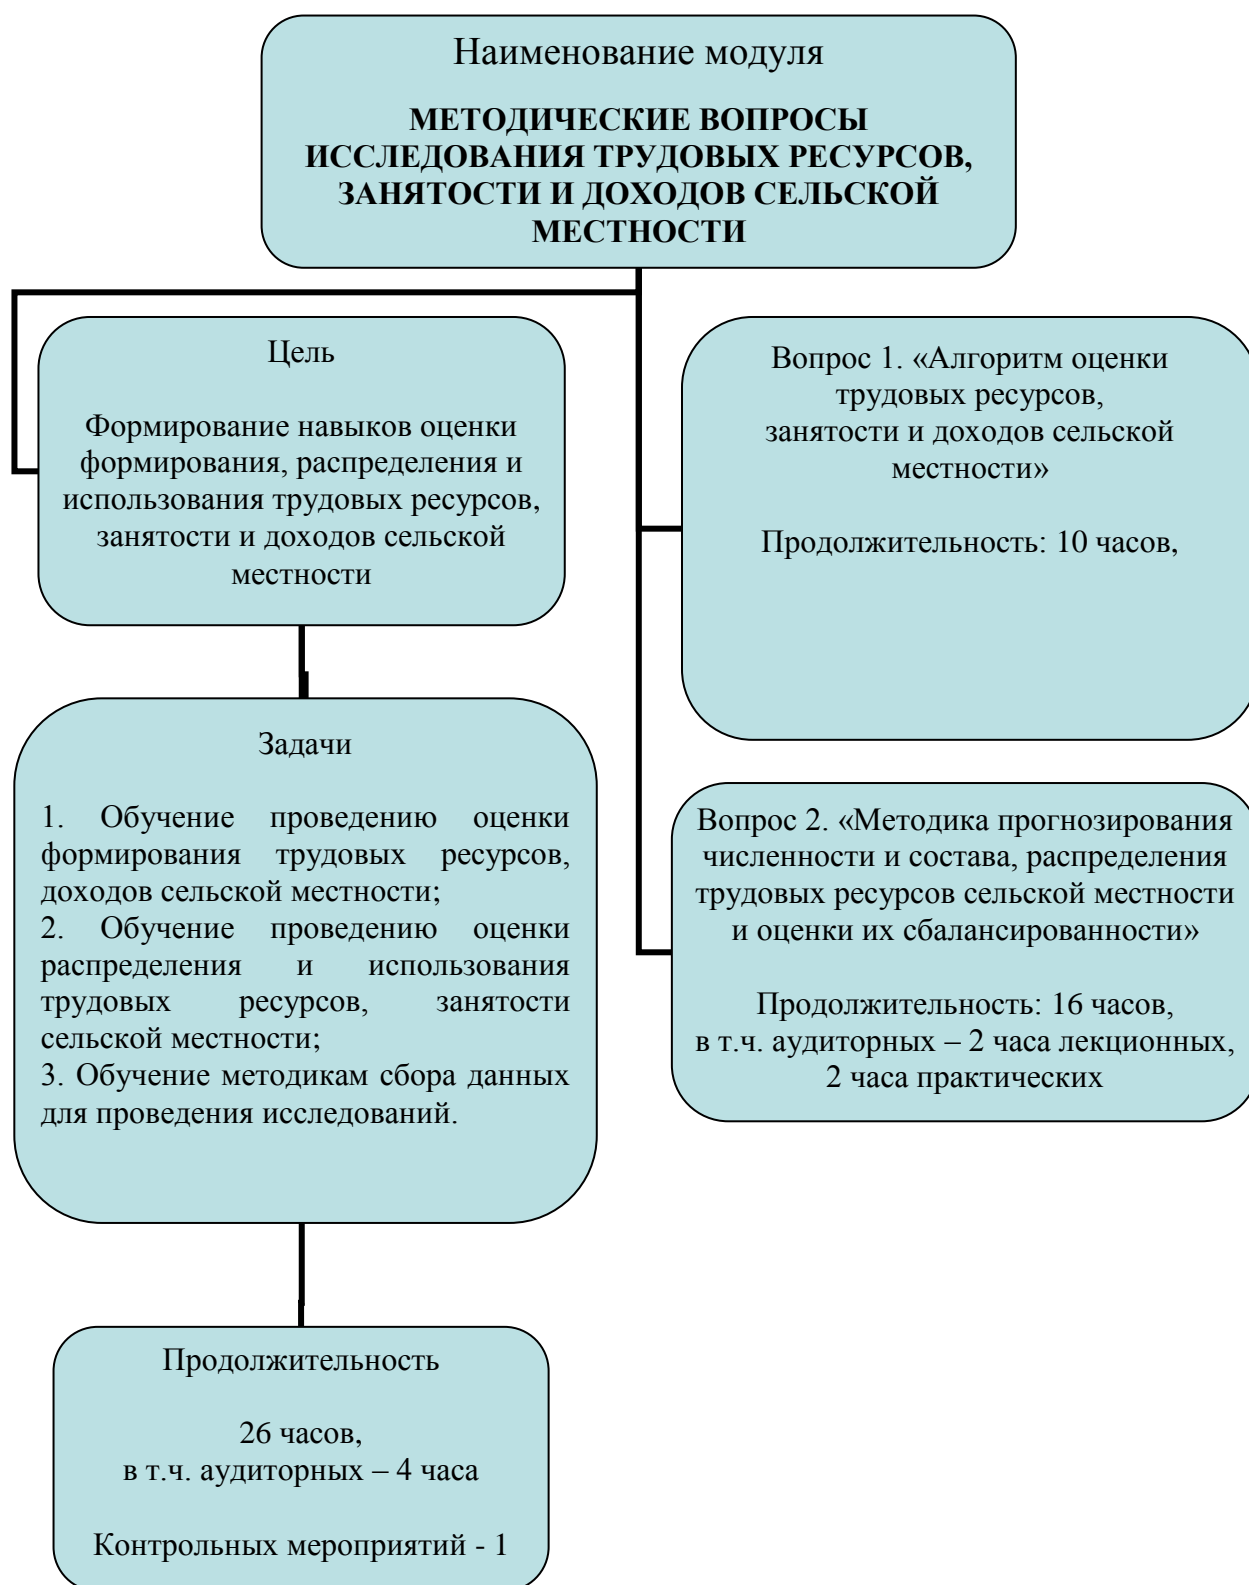 Наименование модуля
МЕТОДИЧЕСКИЕ ВОПРОСЫ
ИССЛЕДОВАНИЯ ТРУДОВЫХ РЕСУРСОВ,
ЗАНЯТОСТИ И ДОХОДОВ СЕЛЬСКОЙ
МЕСТНОСТИ
Цель
Формирование навыков оценки
формирования, распределения и
использования трудовых ресурсов,
занятости и доходов сельской
местности
Задачи
1. Обучение проведению оценки
формирования трудовых ресурсов,
доходов сельской местности;
2. Обучение проведению оценки
распределения и использования
трудовых ресурсов, занятости
сельской местности;
3. Обучение методикам сбора данных
для проведения исследований.
Продолжительность
26 часов,
в т.ч. аудиторных – 4 часа
Контрольных мероприятий - 1
Вопрос 1. «Алгоритм оценки
трудовых ресурсов,
занятости и доходов сельской
местности»
Продолжительность: 10 часов,
Вопрос 2. «Методика прогнозирования
численности и состава, распределения
трудовых ресурсов сельской местности
и оценки их сбалансированности»
Продолжительность: 16 часов,
в т.ч. аудиторных – 2 часа лекционных,
2 часа практических